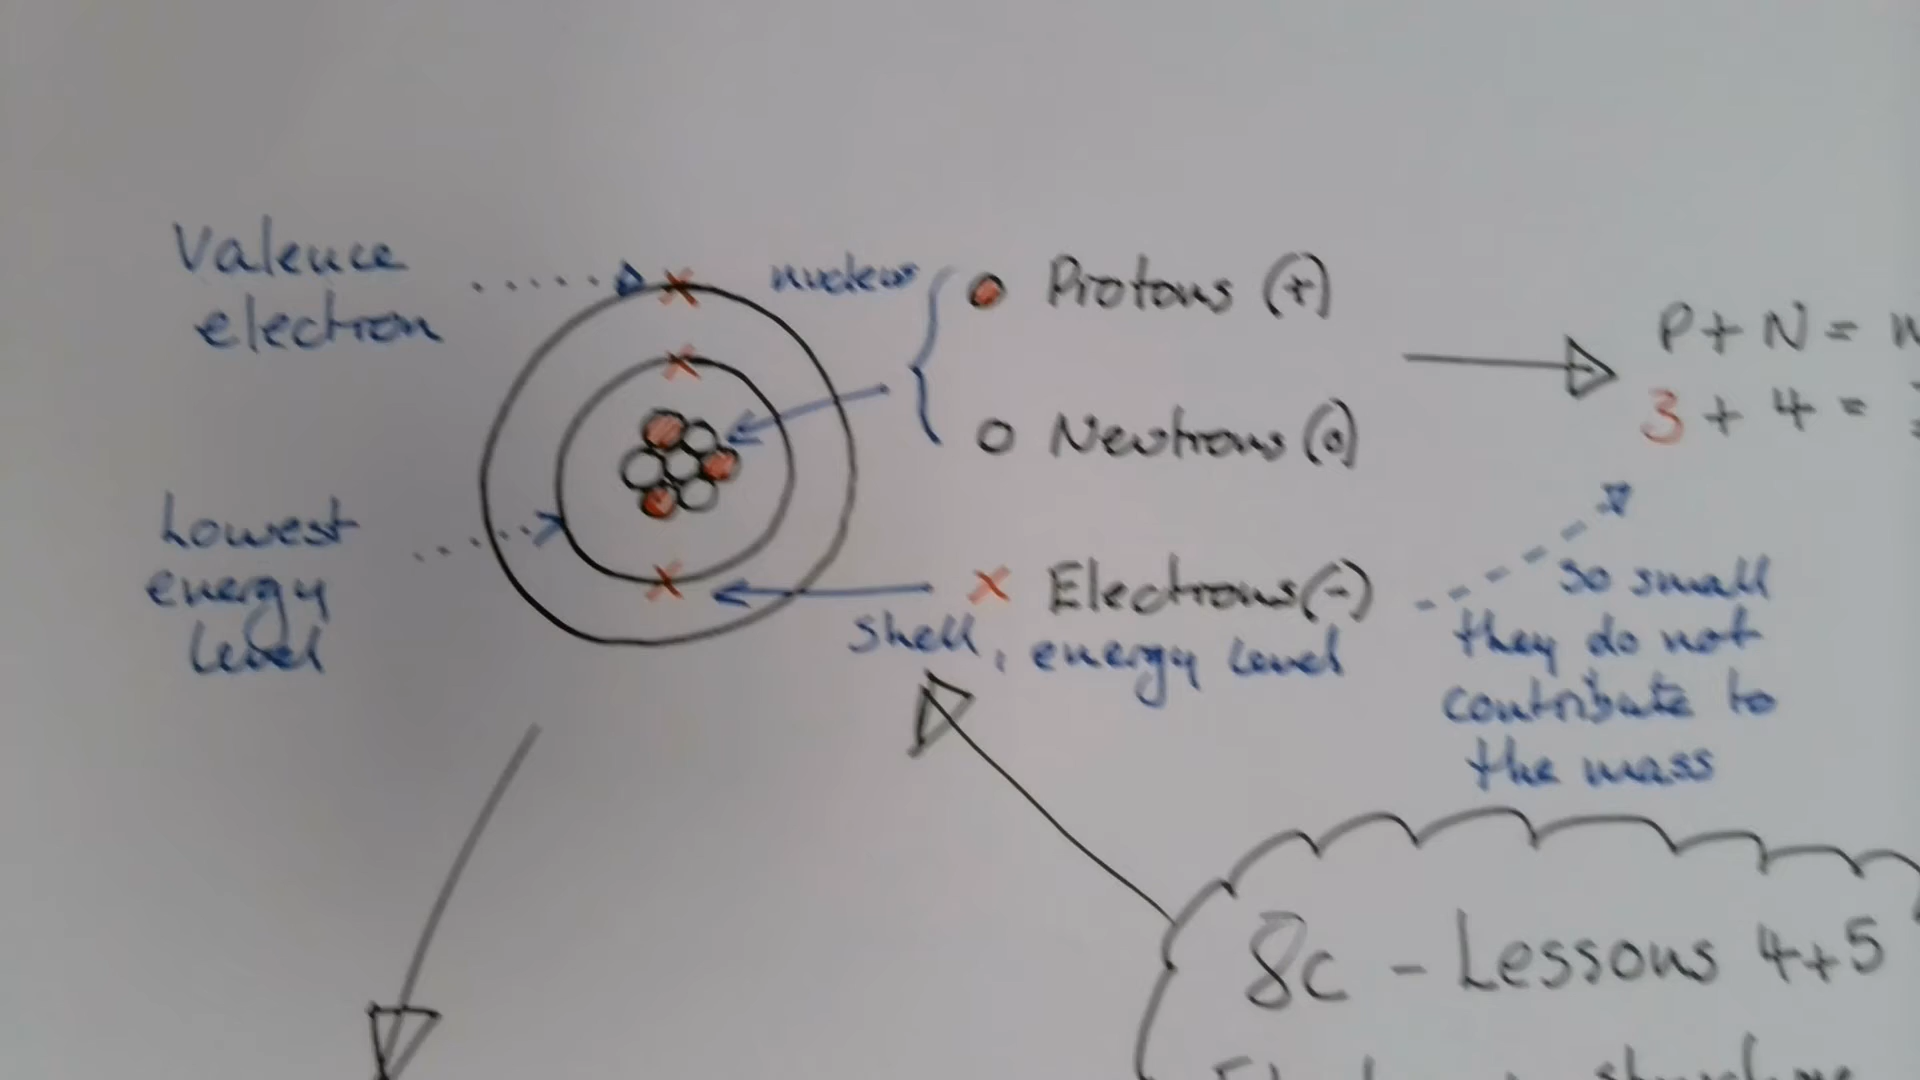 Valence
electron
nucleus
Protons (+)
Neutrons (0)
P + N =
3 + 4 =
Lowest
energy
level
x Electrons (-)
Shell, energy level
so small
they do not
contribute to
the mass
8c - Lessons 4+5